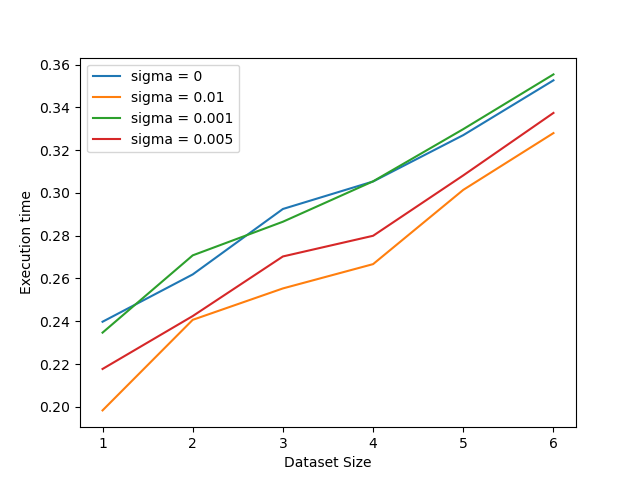 0.36
0.34
0.32
0.30
0.28
0.26
0.24
0.22
0.20
Execution time
sigma = 0
sigma = 0.01
sigma = 0.001
sigma = 0.005
1 2 3 4 5 6
Dataset Size